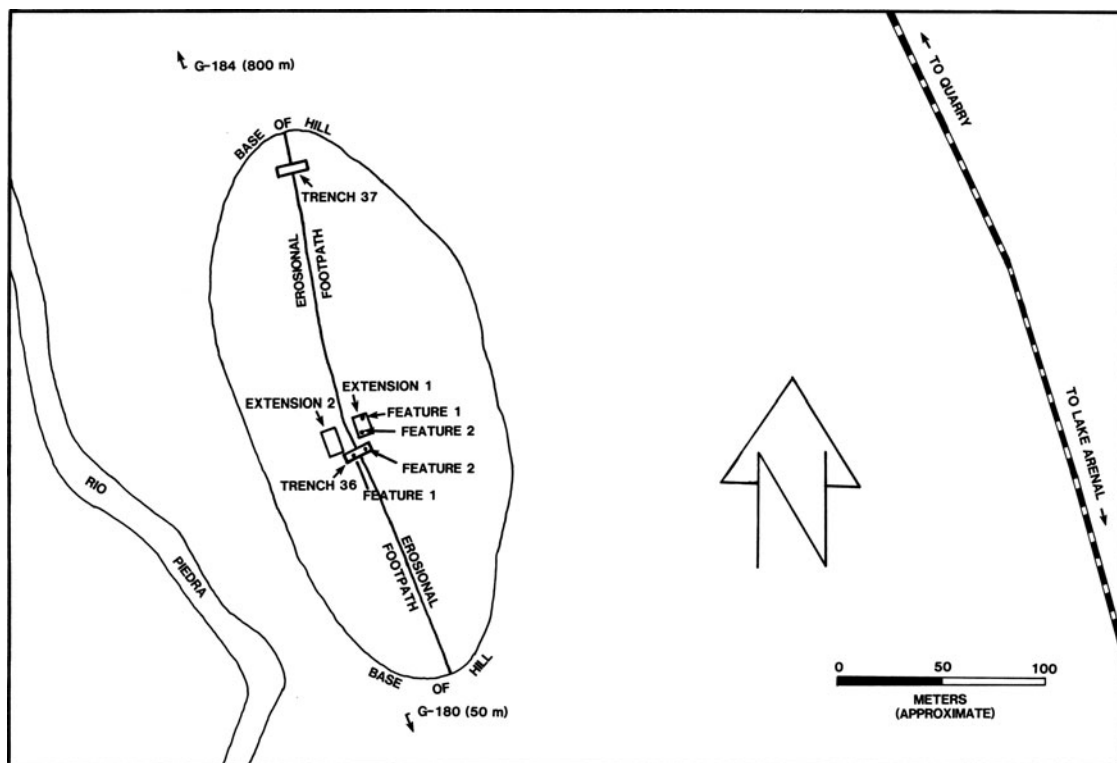 G-184 (800 m)
TO QUARRY
BASE OF HILL
TRENCH 37
EROSIONAL
FOOTPATH
EXTENSION 1
EXTENSION 2
FEATURE 1
FEATURE 2
FEATURE 2
TRENCH 36
FEATURE 1
TO LAKE ARENAL
RIO
PIEDRA
EROSIONAL
FOOTPATH
N
BASE OF HILL
G-180 (50 m)
0 50 100
METERS
(APPROXIMATE)